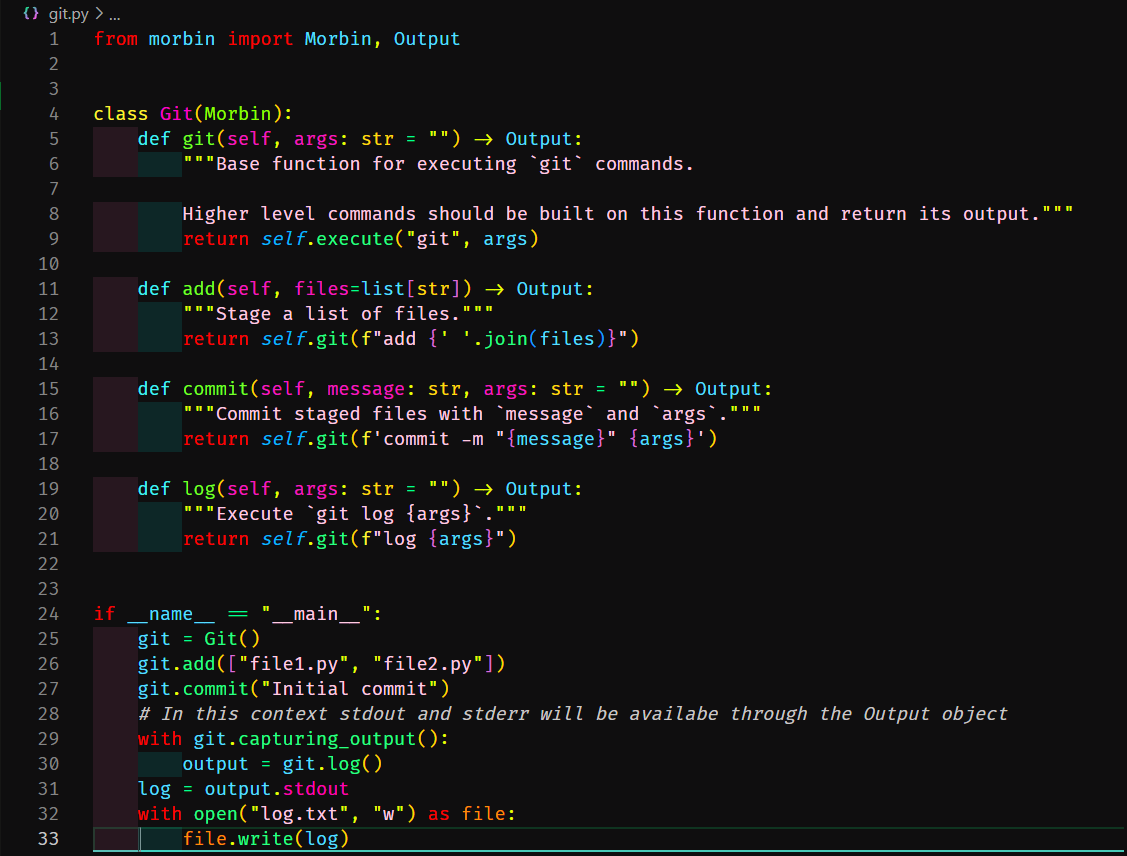 {} git.py > ...
1 from morbin import Morbin, Output
2
3
4 class Git(Morbin):
5     def git(self, args: str = "") -> Output:
6         """Base function for executing `git` commands.
7
8         Higher level commands should be built on this function and return its output."""
9         return self.execute("git", args)
10
11     def add(self, files=list[str]) -> Output:
12         """Stage a list of files."""
13         return self.git(f"add {' '.join(files)}")
14
15     def commit(self, message: str, args: str = "") -> Output:
16         """Commit staged files with `message` and `args`."""
17         return self.git(f'commit -m "{message}" {args}')
18
19     def log(self, args: str = "") -> Output:
20         """Execute `git log {args}`."""
21         return self.git(f"log {args}")
22
23
24 if __name__ == "__main__":
25     git = Git()
26     git.add(["file1.py", "file2.py"])
27     git.commit("Initial commit")
28     # In this context stdout and stderr will be availabe through the Output object
29     with git.capturing_output():
30         output = git.log()
31     log = output.stdout
32     with open("log.txt", "w") as file:
33         file.write(log)